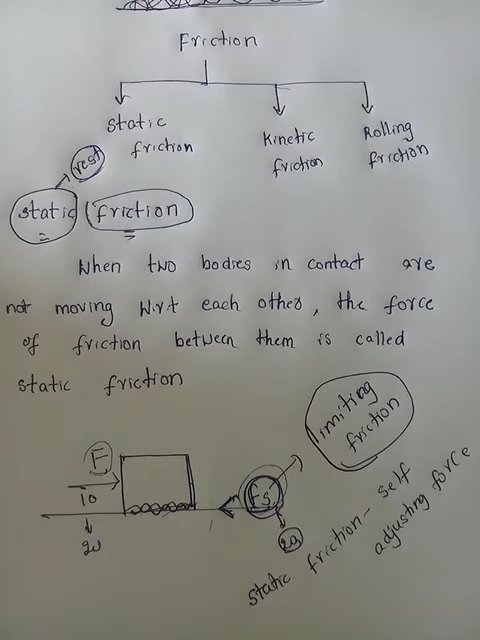 Friction
Static
friction
Kinetic
friction
Rolling
friction
rest
static friction
When two bodies in contact are
not moving w.r.t each other, the force
of friction between them is called
static friction
limiting
friction
F
10
20
fs
20
static friction - self
adjusting force